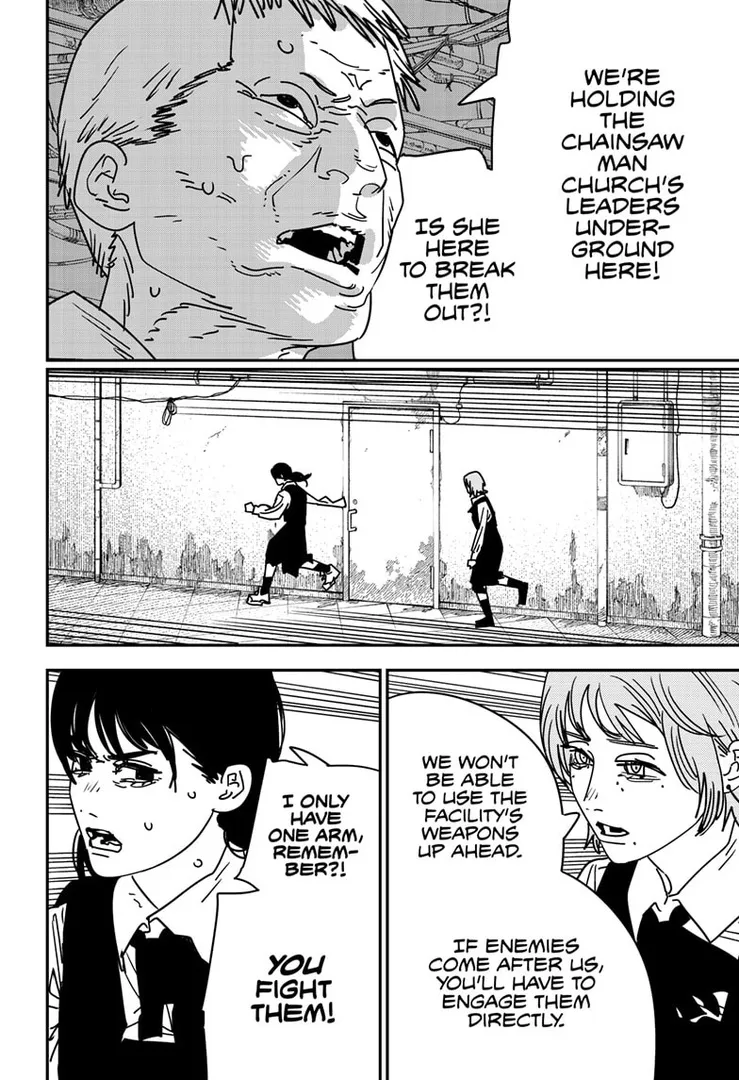 WE'RE
HOLDING
THE
CHAINSAW
MAN
CHURCH'S
LEADERS
UNDER-
GROUND
HERE!
IS SHE
HERE
TO BREAK
THEM
OUT?!
WE WON'T
BE ABLE
TO USE THE
FACILITY'S
WEAPONS
UP AHEAD.
IF ENEMIES
COME AFTER US,
YOU'LL HAVE TO
ENGAGE THEM
DIRECTLY.
I ONLY
HAVE
ONE ARM,
REMEM-
BER?!
YOU
FIGHT
THEM!